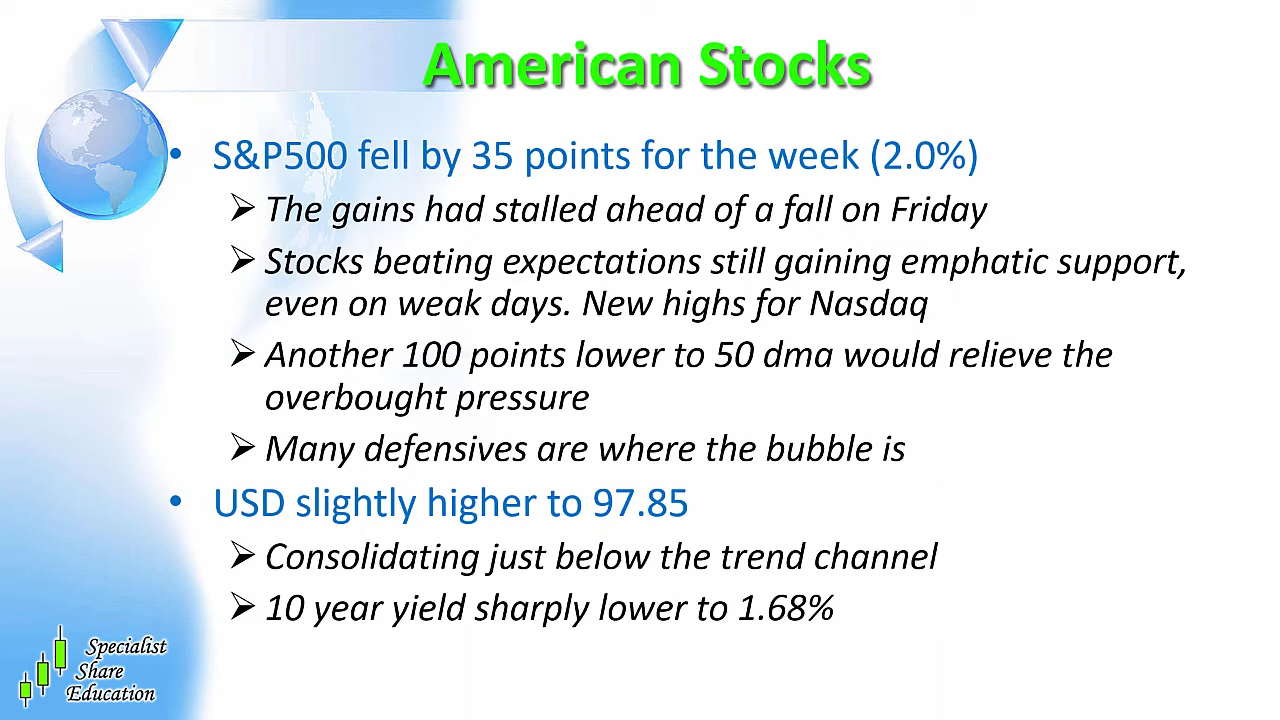 American Stocks
• S&P500 fell by 35 points for the week (2.0%)
➢ The gains had stalled ahead of a fall on Friday
➢ Stocks beating expectations still gaining emphatic support,
even on weak days. New highs for Nasdaq
➢ Another 100 points lower to 50 dma would relieve the
overbought pressure
➢ Many defensives are where the bubble is
• USD slightly higher to 97.85
➢ Consolidating just below the trend channel
➢ 10 year yield sharply lower to 1.68%
Specialist
Share
Education